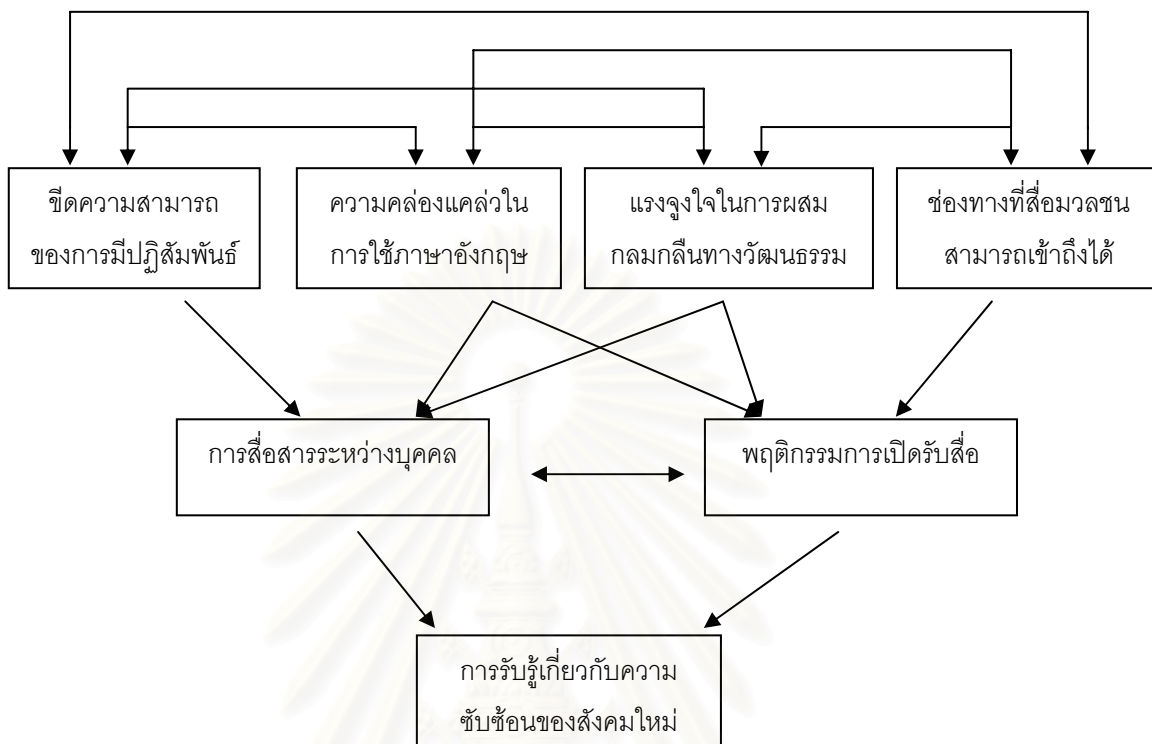 ขีดความสามารถ
ของการมีปฏิสัมพันธ์
ความคล่องแคล่วใน
การใช้ภาษาอังกฤษ
แรงจูงใจในการผสม
กลมกลืนทางวัฒนธรรม
ช่องทางที่สื่อมวลชน
สามารถเข้าถึงได้
การสื่อสารระหว่างบุคคล
พฤติกรรมการเปิดรับสื่อ
การรับรู้เกี่ยวกับความ
ซับซ้อนของสังคมใหม่